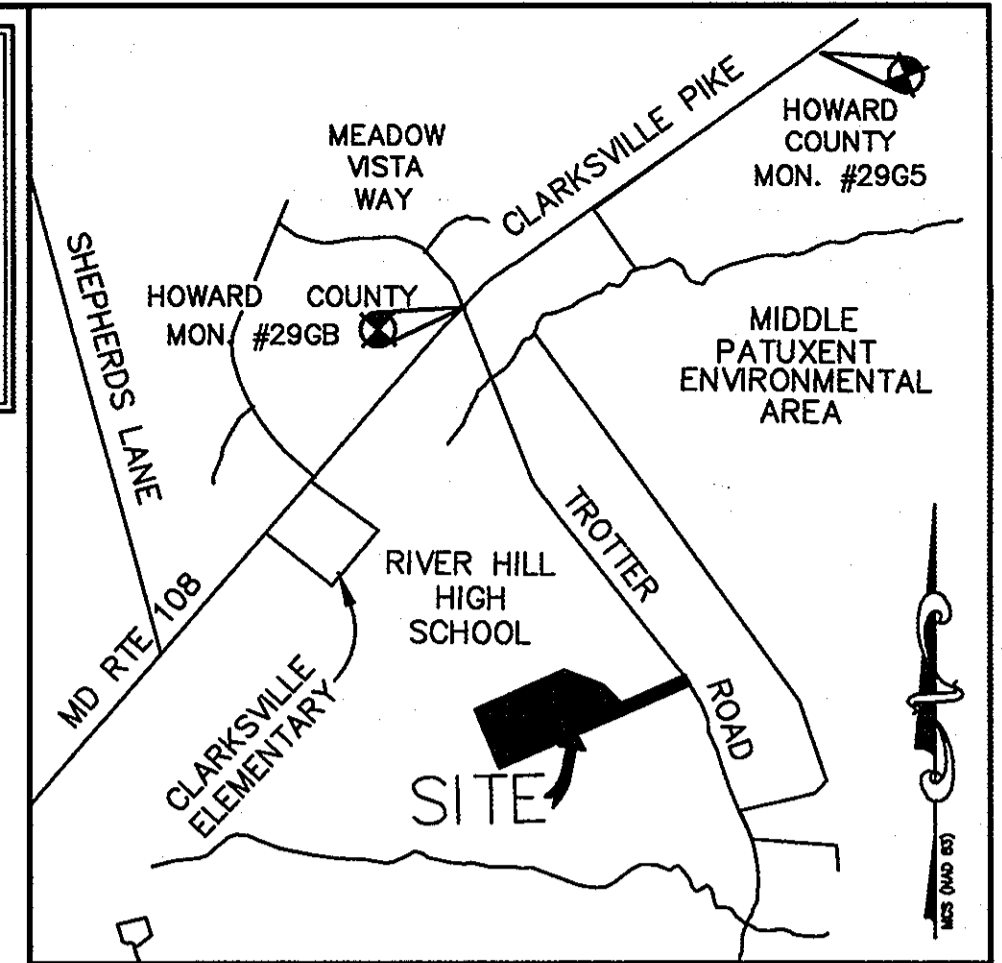 MEADOW
VISTA
WAY
CLARKSVILLE PIKE
HOWARD
COUNTY
MON. #29G5
SHEPHERDS LANE
HOWARD COUNTY
MON. #29GB
MIDDLE
PATUXENT
ENVIRONMENTAL
AREA
TROTTER
ROAD
RIVER HILL
HIGH
SCHOOL
MD RTE 108
CLARKSVILLE
ELEMENTARY
SITE